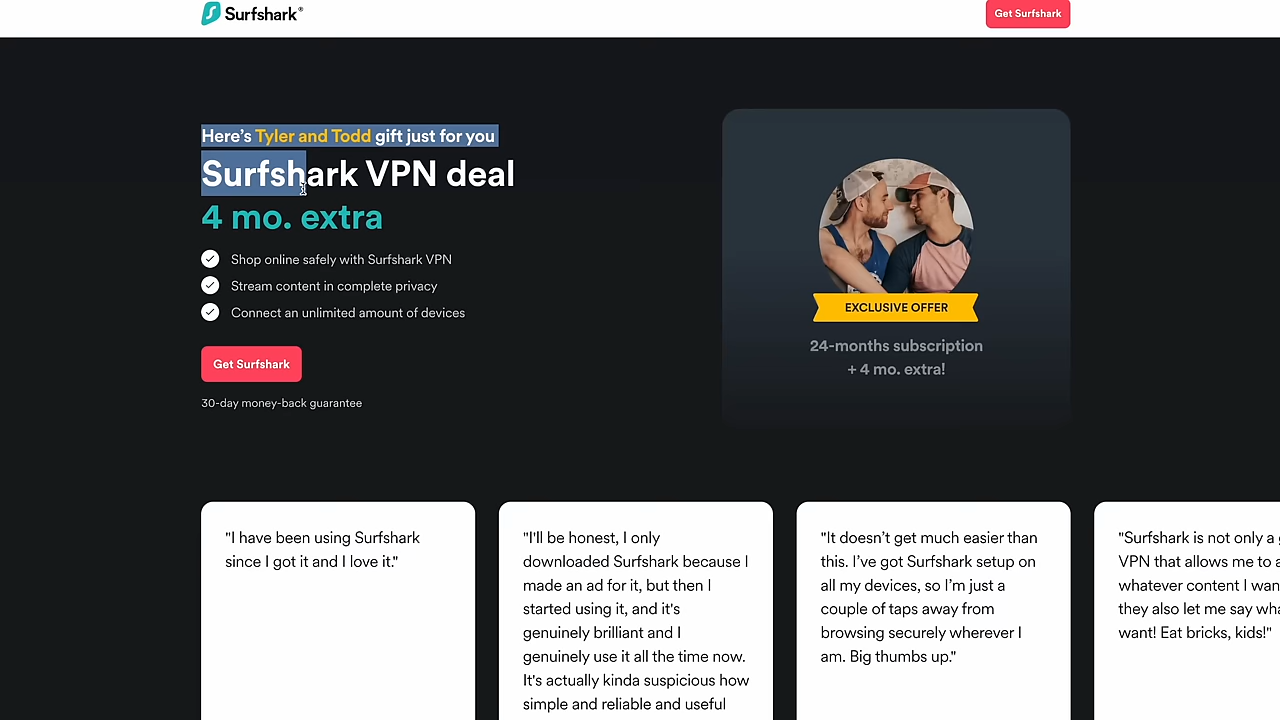 Surfshark®
Get Surfshark
Here's Tyler and Todd gift just for you
Surfshark VPN deal
4 mo. extra
Shop online safely with Surfshark VPN
Stream content in complete privacy
Connect an unlimited amount of devices
Get Surfshark
30-day money-back guarantee
EXCLUSIVE OFFER
24-months subscription
+ 4 mo. extra!
"I have been using Surfshark
since I got it and I love it."
"I'll be honest, I only
downloaded Surfshark because I
made an ad for it, but then I
started using it, and it's
genuinely brilliant and I
genuinely use it all the time now.
It's actually kinda suspicious how
simple and reliable and useful
"It doesn't get much easier than
this. I've got Surfshark setup on
all my devices, so I'm just a
couple of taps away from
browsing securely wherever I
am. Big thumbs up."
"Surfshark is not only a
VPN that allows me to
whatever content I
they also let me say
want! Eat bricks, kids!"